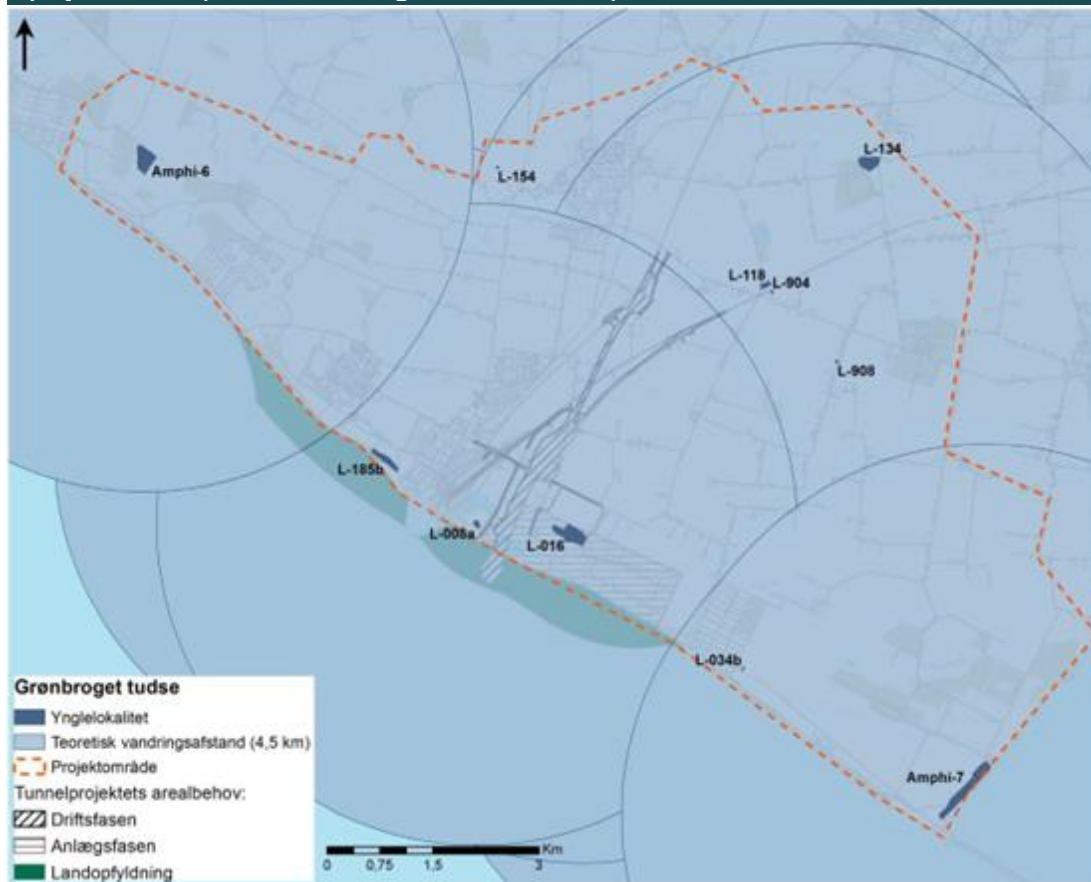 Amphi-6
L-154
L-134
L-118
L-904
L-908
L-185b
L-008a
L-016
L-034b
Amphi-7
Grønbroget tudse
Ynglelokalitet
Teoretisk vandringsafstand (4,5 km)
Projektområde
Tunnelprojektets arealbehov:
Driftsfasen
Anlægsfasen
Landopfyldning
Km
0 0,75 1,5 3